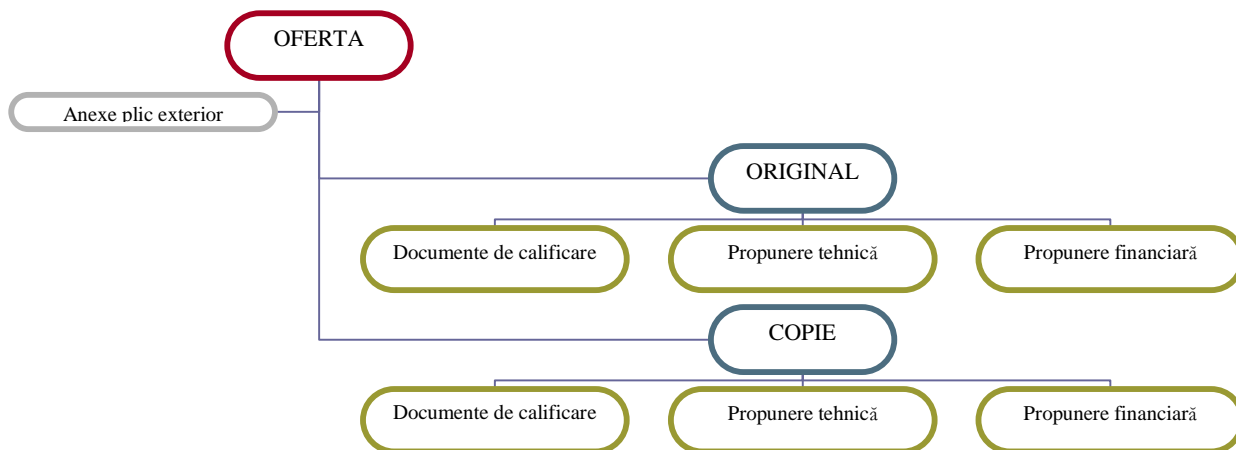 OFERTA
Anexe plic exterior
ORIGINAL
Documente de calificare
Propunere tehnică
Propunere financiară
COPIE
Documente de calificare
Propunere tehnică
Propunere financiară